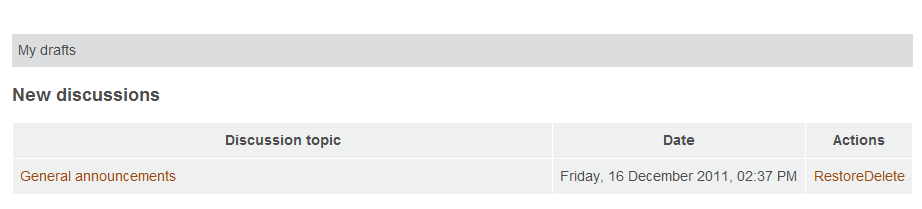 My drafts
New discussions
Discussion topic Date Actions
General announcements Friday, 16 December 2011, 02:37 PM RestoreDelete